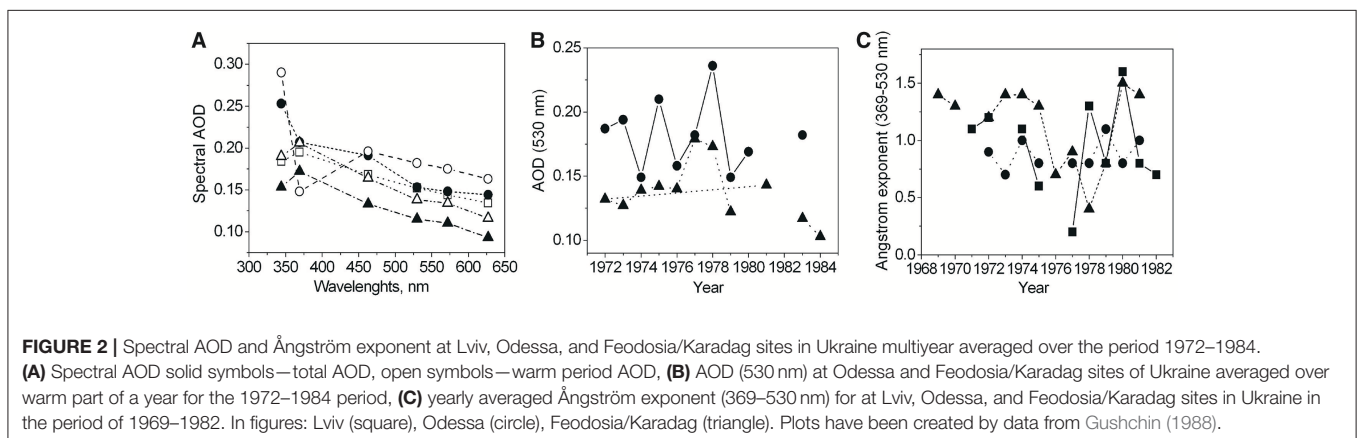 A
Spectral AOD
0.30
0.25
0.20
0.15
0.10
300 350 400 450 500 550 600 650
Wavelenghts, nm
B
AOD (530 nm)
0.25
0.20
0.15
0.10
1972 1974 1976 1978 1980 1982 1984
Year
C
Angstrom exponent (369-530 nm)
1.5
1.0
0.5
0.0
1968 1970 1972 1974 1976 1978 1980 1982
Year
FIGURE 2 | Spectral AOD and Ångström exponent at Lviv, Odessa, and Feodosia/Karadag sites in Ukraine multiyear averaged over the period 1972–1984.
(A) Spectral AOD solid symbols—total AOD, open symbols—warm period AOD, (B) AOD (530 nm) at Odessa and Feodosia/Karadag sites of Ukraine averaged over
warm part of a year for the 1972–1984 period, (C) yearly averaged Ångström exponent (369–530 nm) for at Lviv, Odessa, and Feodosia/Karadag sites in Ukraine in
the period of 1969–1982. In figures: Lviv (square), Odessa (circle), Feodosia/Karadag (triangle). Plots have been created by data from Gushchin (1988).